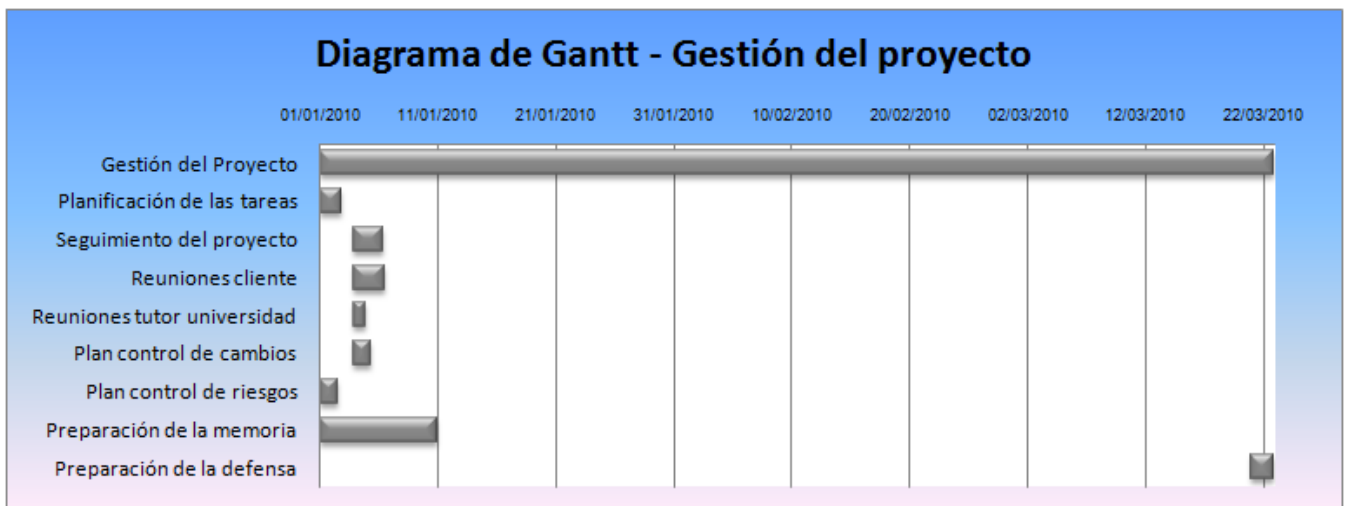 Diagrama de Gantt - Gestión del proyecto
01/01/2010 11/01/2010 21/01/2010 31/01/2010 10/02/2010 20/02/2010 02/03/2010 12/03/2010 22/03/2010
Gestión del Proyecto
Planificación de las tareas
Seguimiento del proyecto
Reuniones cliente
Reuniones tutor universidad
Plan control de cambios
Plan control de riesgos
Preparación de la memoria
Preparación de la defensa